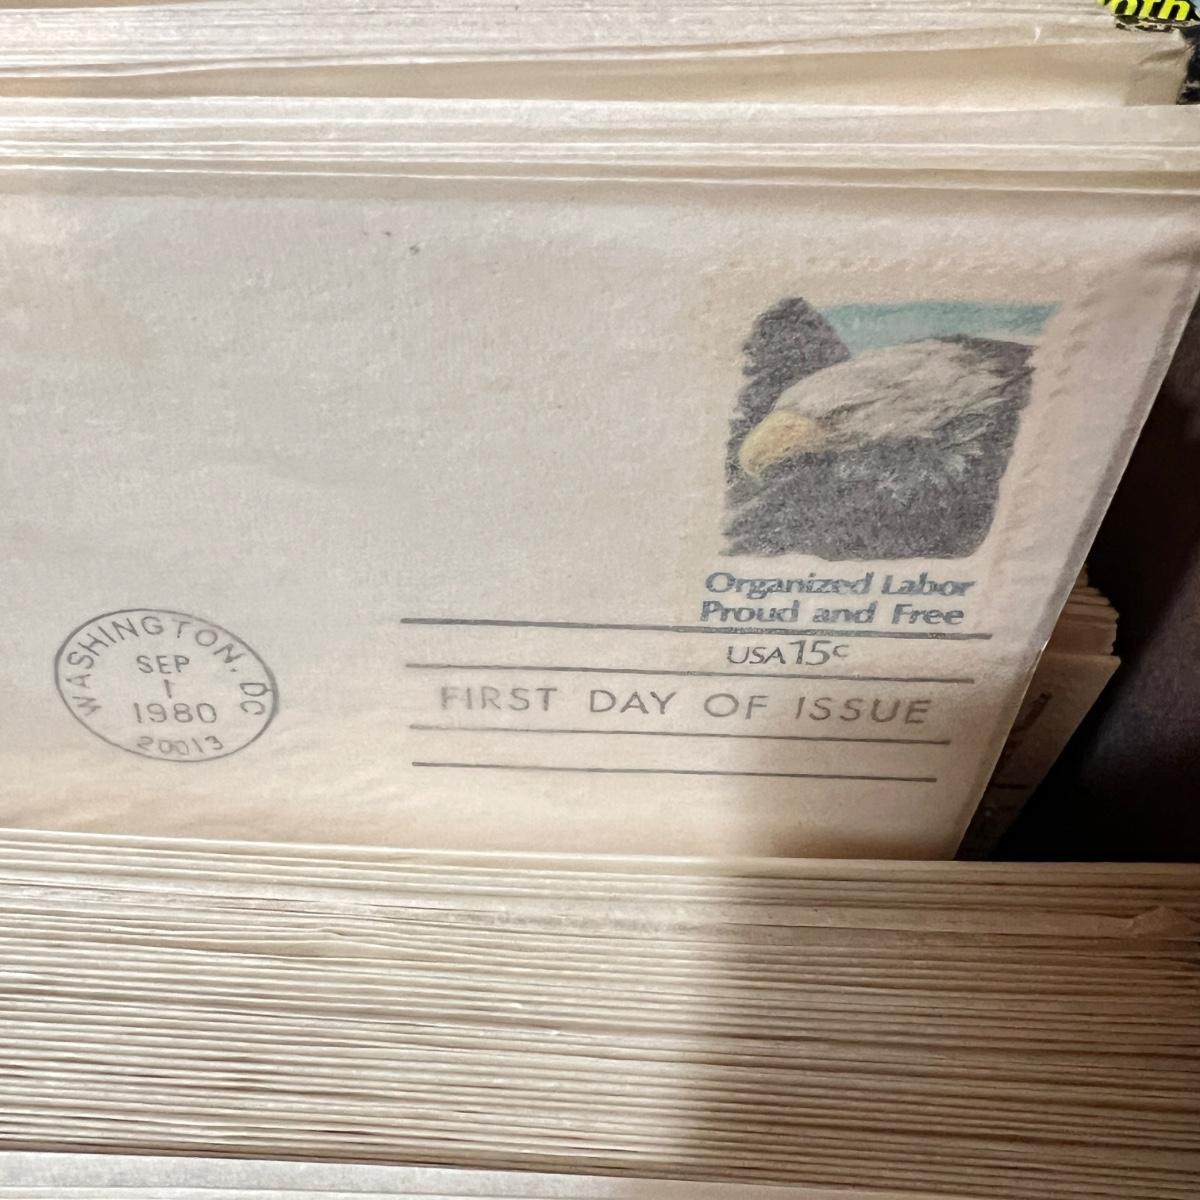 Organized Labor
Proud and Free
USA 15c
WASHINGTON, DC
SEP
1
1980
20013
FIRST DAY OF ISSUE